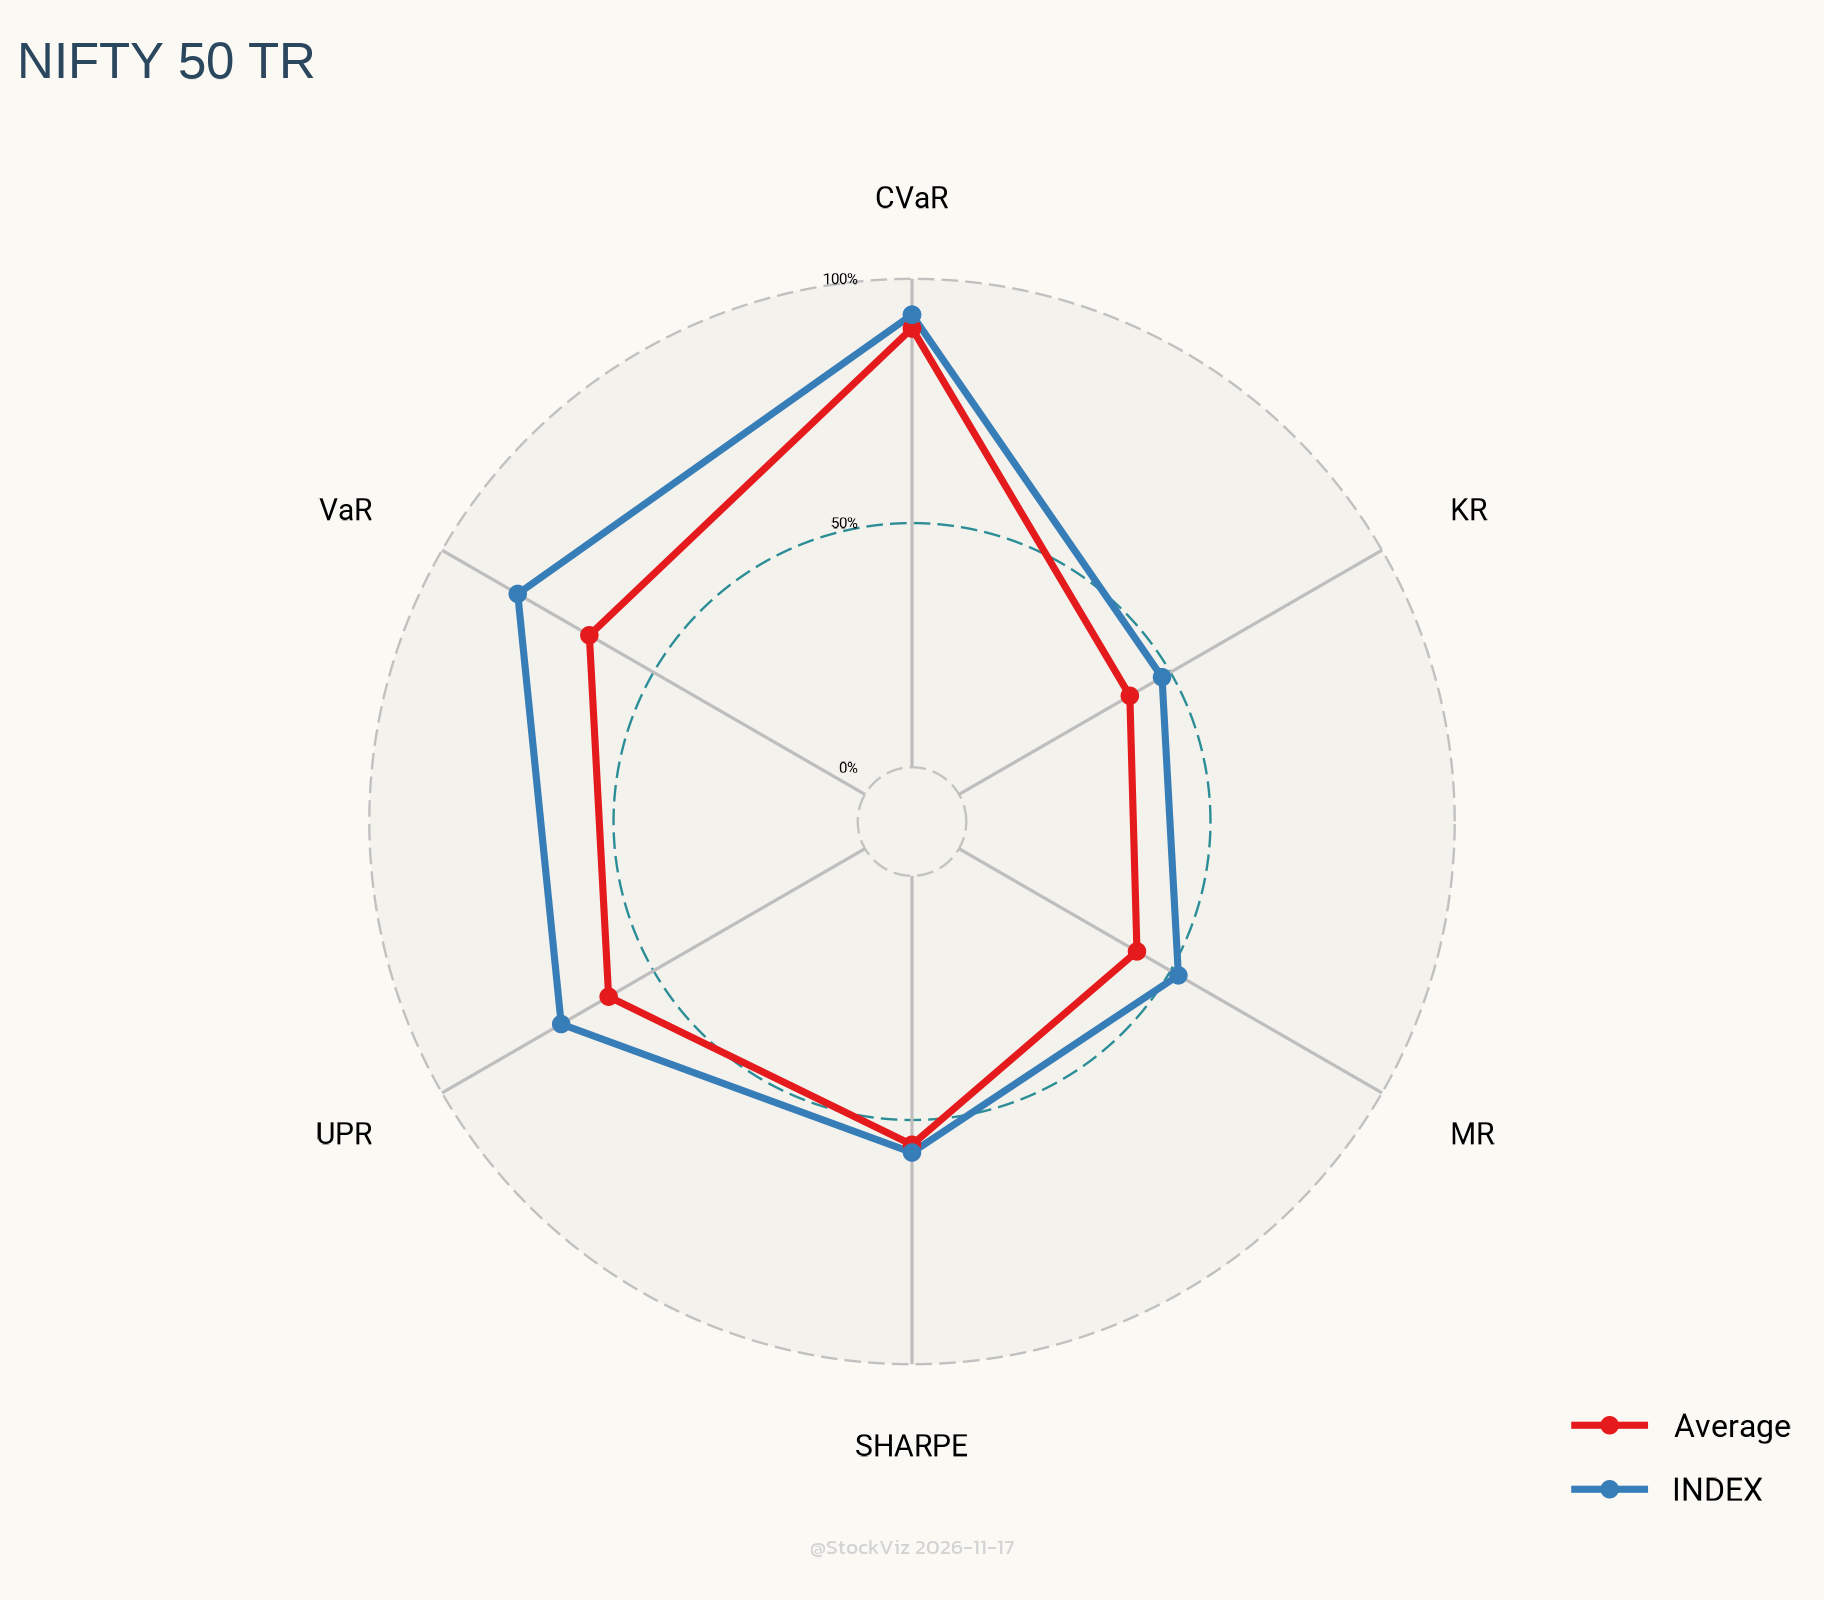 NIFTY 50 TR
CVaR
100%
VaR
KR
50%
0%
UPR
MR
SHARPE
Average
INDEX
@StockViz 2026-11-17